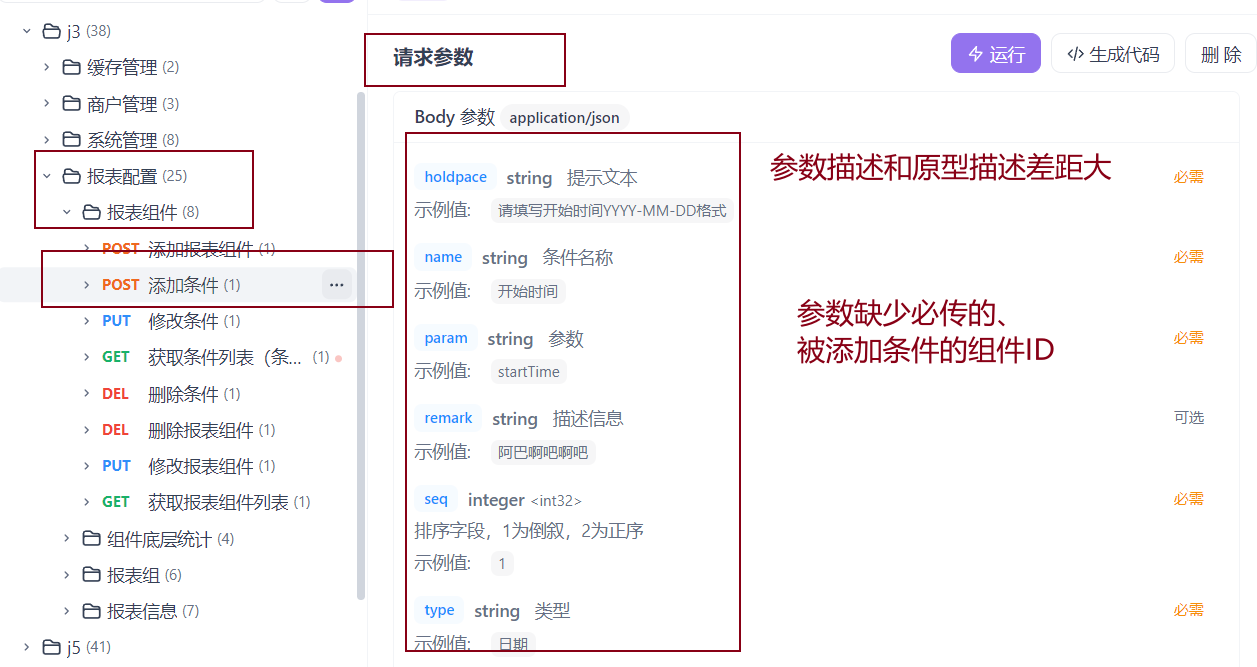 j3 (38)
缓存管理 (2)
商户管理 (3)
系统管理 (8)
报表配置 (25)
报表组件 (8)
POST 添加报表组件 (1)
POST 添加条件 (1)
PUT 修改条件 (1)
GET 获取条件列表（条... (1)
DEL 删除条件 (1)
DEL 删除报表组件 (1)
PUT 修改报表组件 (1)
GET 获取报表组件列表 (1)
组件底层统计 (4)
报表组 (6)
报表信息 (7)
j5 (41)
请求参数
运行
生成代码
删 除
Body 参数 application/json
holdpace string 提示文本 必需
示例值: 请填写开始时间YYYY-MM-DD格式
name string 条件名称 必需
示例值: 开始时间
param string 参数 必需
示例值: startTime
remark string 描述信息 可选
示例值: 阿巴啊吧啊吧
seq integer <int32> 必需
排序字段，1为倒叙，2为正序
示例值: 1
type string 类型 必需
示例值: 日期
参数描述和原型描述差距大
参数缺少必传的、
被添加条件的组件ID